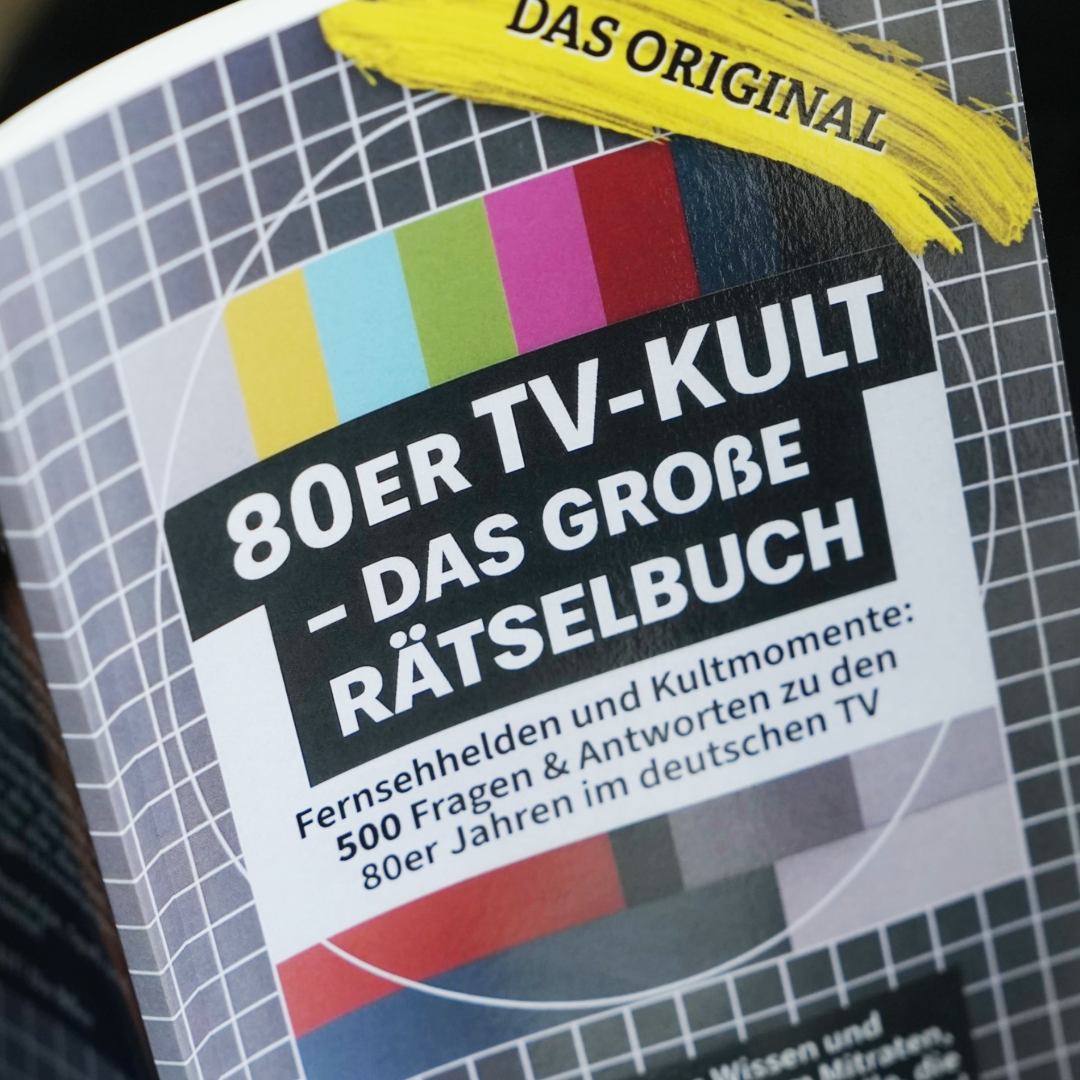 DAS ORIGINAL
80ER TV-KULT
– DAS GROßE
RÄTSELBUCH
Fernsehhelden und Kultmomente:
500 Fragen & Antworten zu den
80er Jahren im deutschen TV
Wissen und
Mitraten,
die